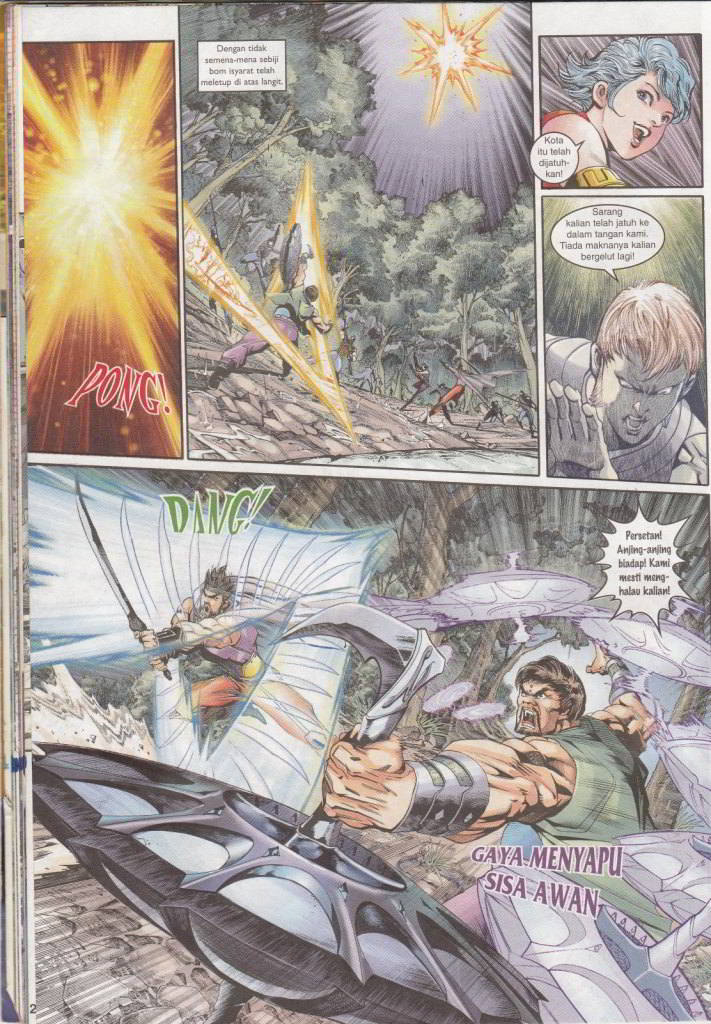 Dengan tidak
semena-mena sebiji
bom isyarat telah
meletup di atas langit.
PONG!
Kota
itu telah
dijatuh-
kan!
Sarang
kalian telah jatuh ke
dalam tangan kami.
Tiada maknanya kalian
bergelut lagi!
DANG!
Persetan!
Anjing-anjing
biadap! Kami
mesti meng-
halau kalian!
GAYA MENYAPU
SISA AWAN
2